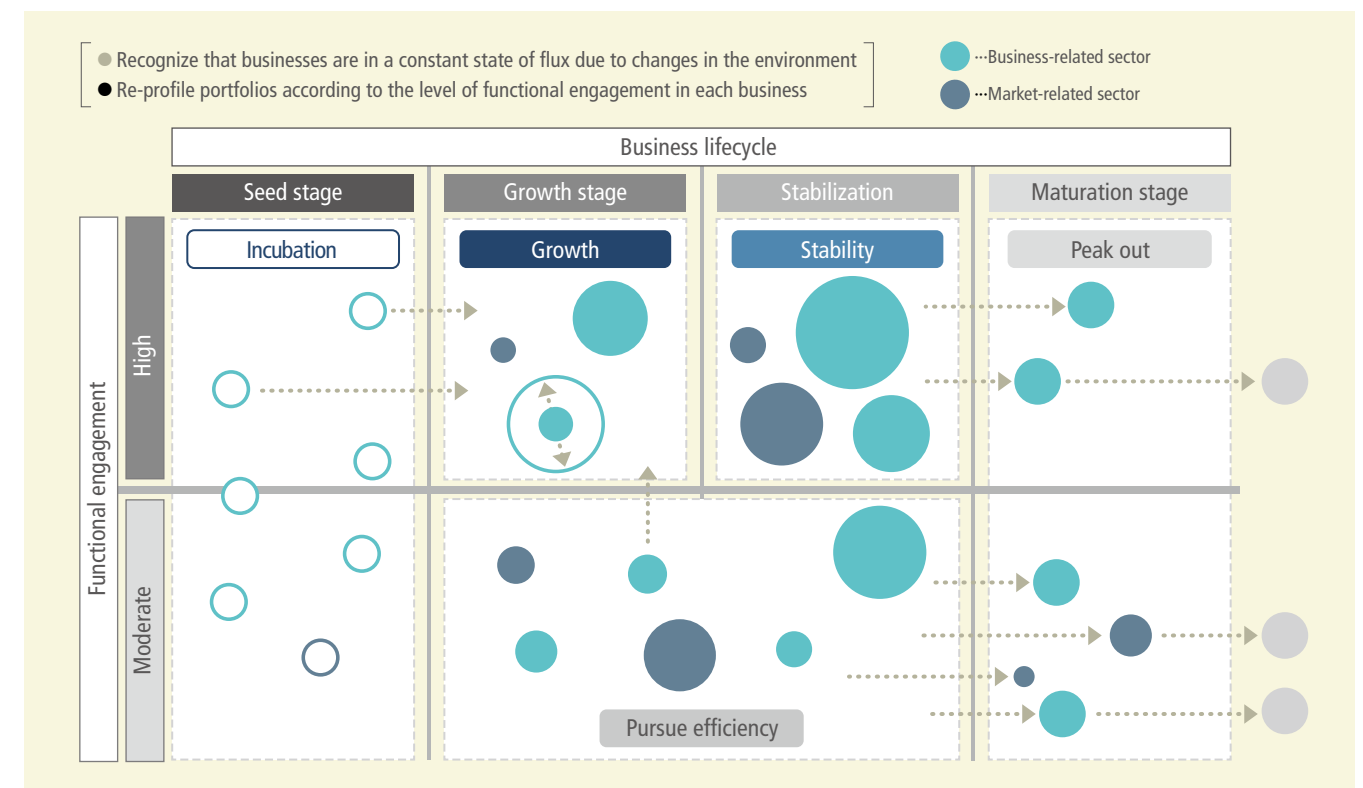 ● Recognize that businesses are in a constant state of flux due to changes in the environment
● Re-profile portfolios according to the level of functional engagement in each business
···Business-related sector
···Market-related sector
Business lifecycle
Seed stage
Growth stage
Stabilization
Maturation stage
Functional engagement
High
Incubation
Growth
Stability
Peak out
Moderate
Pursue efficiency